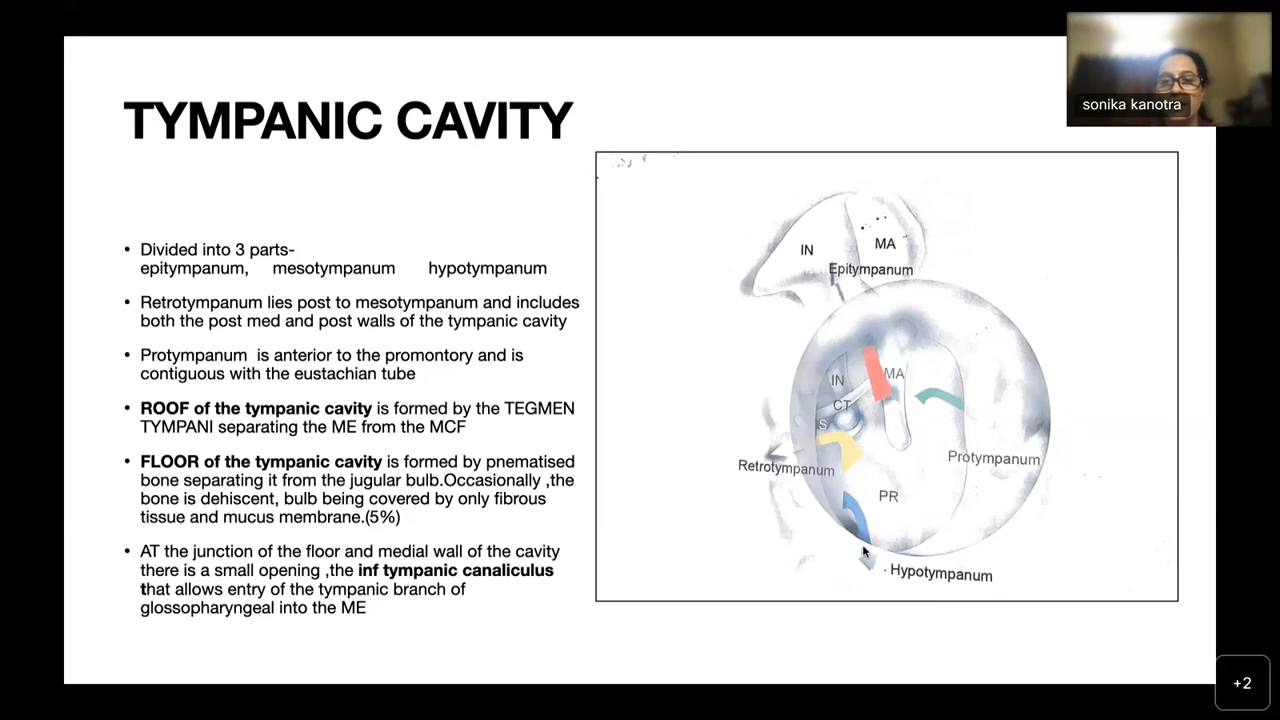 sonika kanotra
TYMPANIC CAVITY
• Divided into 3 parts-
epitympanum, mesotympanum hypotympanum
• Retrotympanum lies post to mesotympanum and includes
both the post med and post walls of the tympanic cavity
• Protympanum is anterior to the promontory and is
contiguous with the eustachian tube
• ROOF of the tympanic cavity is formed by the TEGMEN
TYMPANI separating the ME from the MCF
• FLOOR of the tympanic cavity is formed by pnematised
bone separating it from the jugular bulb.Occasionally ,the
bone is dehiscent, bulb being covered by only fibrous
tissue and mucus membrane.(5%)
• AT the junction of the floor and medial wall of the cavity
there is a small opening ,the inf tympanic canaliculus
that allows entry of the tympanic branch of
glossopharyngeal into the ME
IN
MA
Epitympanum
IN
MA
CT
S
Retrotympanum
Protympanum
PR
Hypotympanum
+2